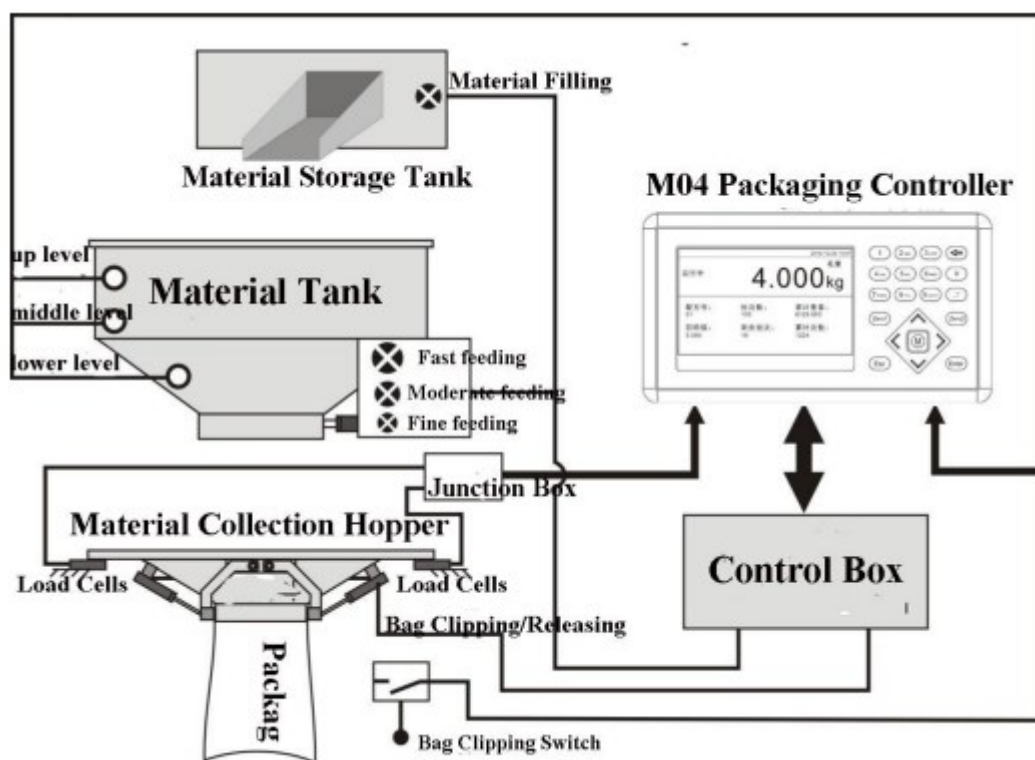 Material Filling
Material Storage Tank
M04 Packaging Controller
4.000kg
up level
Material Tank
middle level
lower level
Fast feeding
Moderate feeding
Fine feeding
Junction Box
Material Collection Hopper
Load Cells
Load Cells
Control Box
Bag Clipping/Releasing
Packag
Bag Clipping Switch